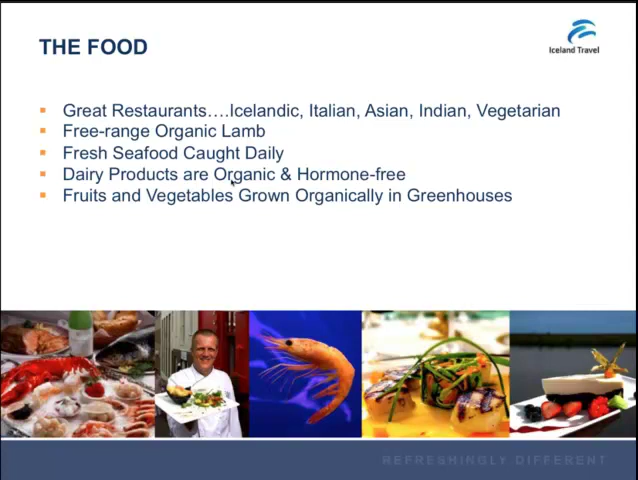 THE FOOD
Iceland Travel
Great Restaurants….Icelandic, Italian, Asian, Indian, Vegetarian
Free-range Organic Lamb
Fresh Seafood Caught Daily
Dairy Products are Organic & Hormone-free
Fruits and Vegetables Grown Organically in Greenhouses
REFRESHINGLY DIFFERENT